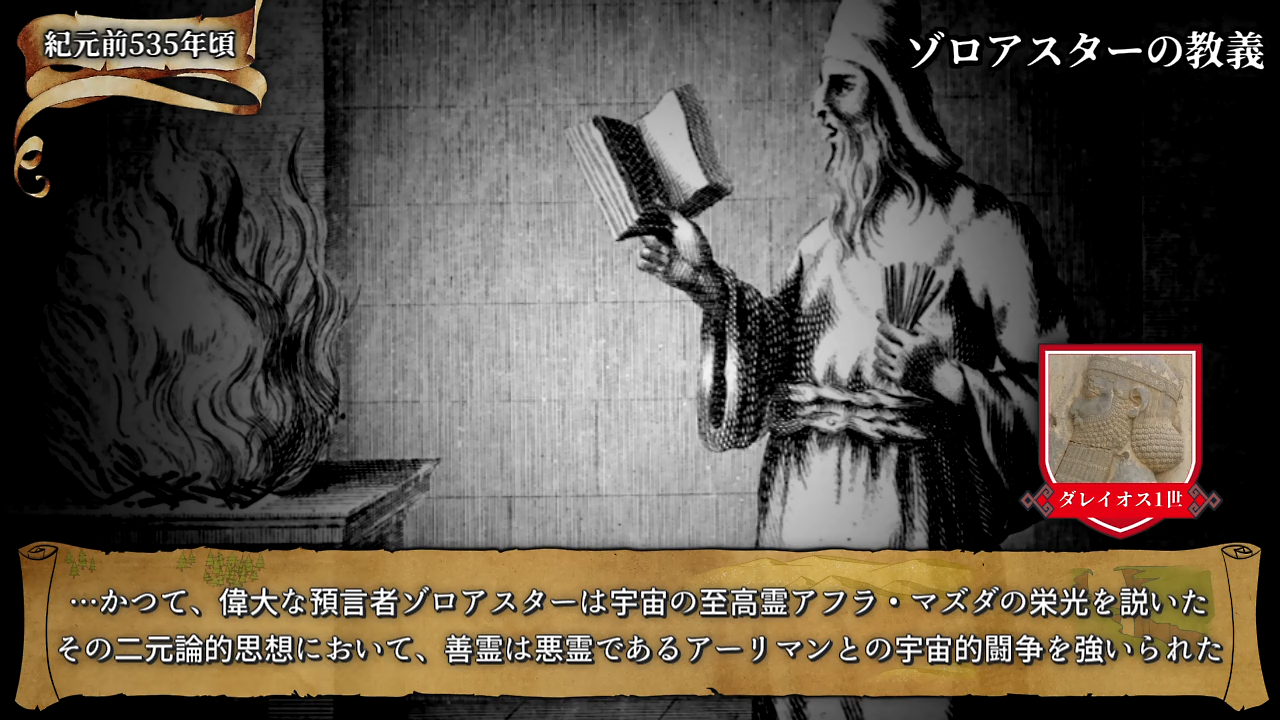 紀元前535年頃
ゾロアスターの教義
ダレイオス1世
…かつて、偉大な預言者ゾロアスターは宇宙の至高霊アフラ・マズダの栄光を説いた
その二元論的思想において、善霊は悪霊であるアーリマンとの宇宙的闘争を強いられた